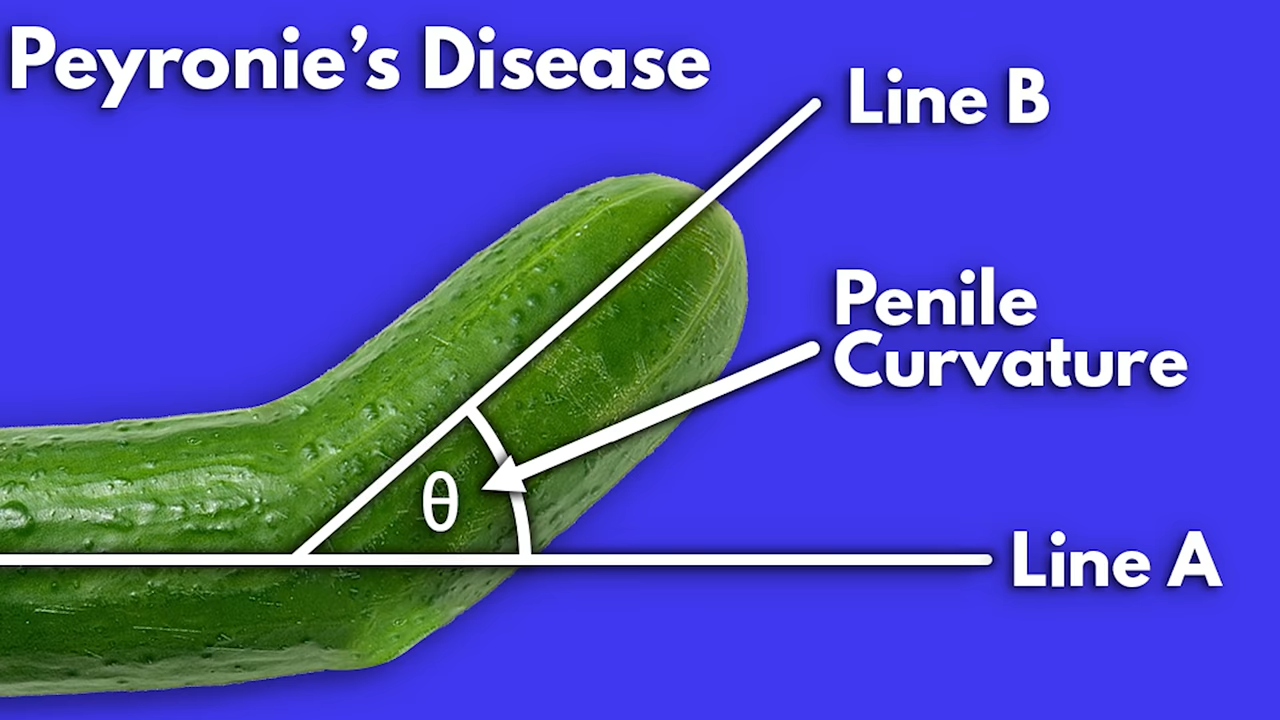 Peyronie’s Disease
Line B
Penile
Curvature
θ
Line A